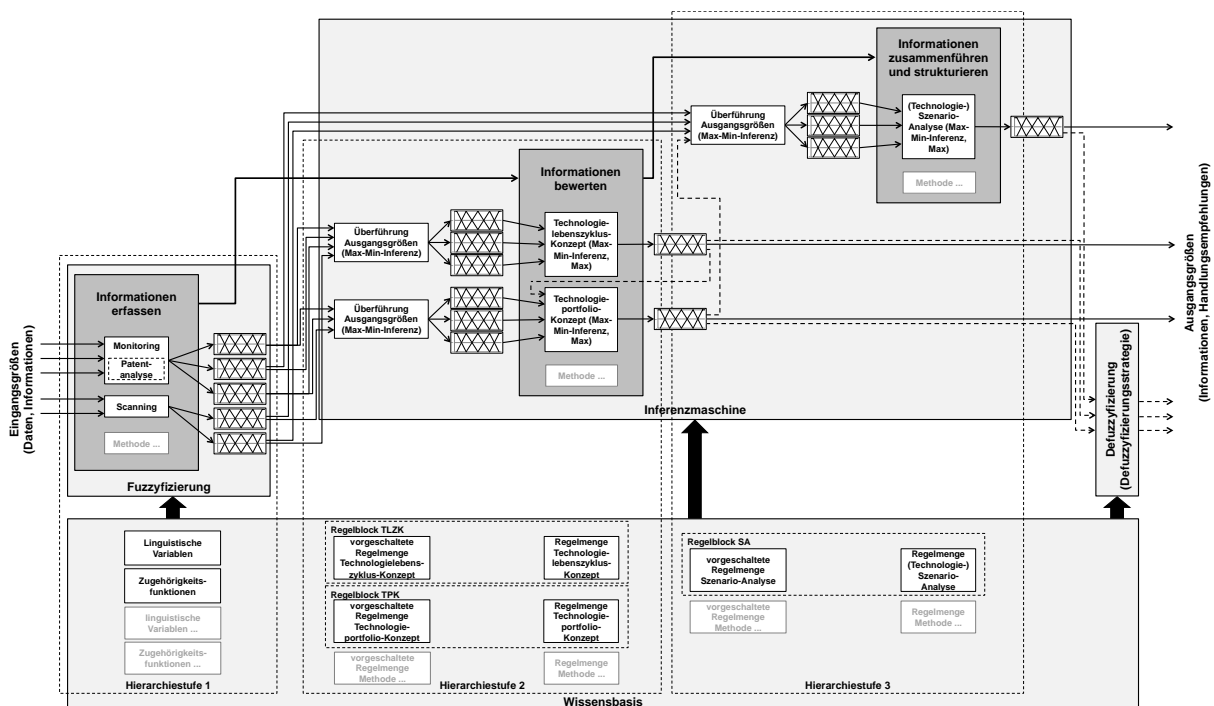 Informationen
zusammenführen
und strukturieren
Überführung
Ausgangsgrößen
(Max-Min-Inferenz)
(Technologie-)
Szenario-
Analyse (Max-
Min-Inferenz,
Max)
Methode ...
Informationen
bewerten
Überführung
Ausgangsgrößen
(Max-Min-Inferenz)
Technologie-
lebenszyklus-
Konzept (Max-
Min-Inferenz,
Max)
Überführung
Ausgangsgrößen
(Max-Min-Inferenz)
Technologie-
portfolio-
Konzept (Max-
Min-Inferenz,
Max)
Methode ...
Inferenzmaschine
Eingangsgrößen
(Daten, Informationen)
Informationen
erfassen
Monitoring
Patent-
analyse
Scanning
Methode ...
Fuzzyfizierung
Ausgangsgrößen
(Informationen, Handlungsempfehlungen)
Defuzzyfizierung
(Defuzzyfizierungsstrategie)
Linguistische
Variablen
Zugehörigkeits-
funktionen
linguistische
Variablen ...
Zugehörigkeits-
funktionen ...
Hierarchiestufe 1
Regelblock TLZK
vorgeschaltete
Regelmenge
Technologielebens-
zyklus-Konzept
Regelmenge
Technologie-
lebenszyklus-
Konzept
Regelblock TPK
vorgeschaltete
Regelmenge
Technologie-
portfolio-Konzept
Regelmenge
Technologie-
portfolio-
Konzept
vorgeschaltete
Regelmenge
Methode ...
Regelmenge
Methode ...
Hierarchiestufe 2
Regelblock SA
vorgeschaltete
Regelmenge
Szenario-Analyse
Regelmenge
(Technologie-)
Szenario-
Analyse
vorgeschaltete
Regelmenge
Methode ...
Regelmenge
Methode ...
Hierarchiestufe 3
Wissensbasis